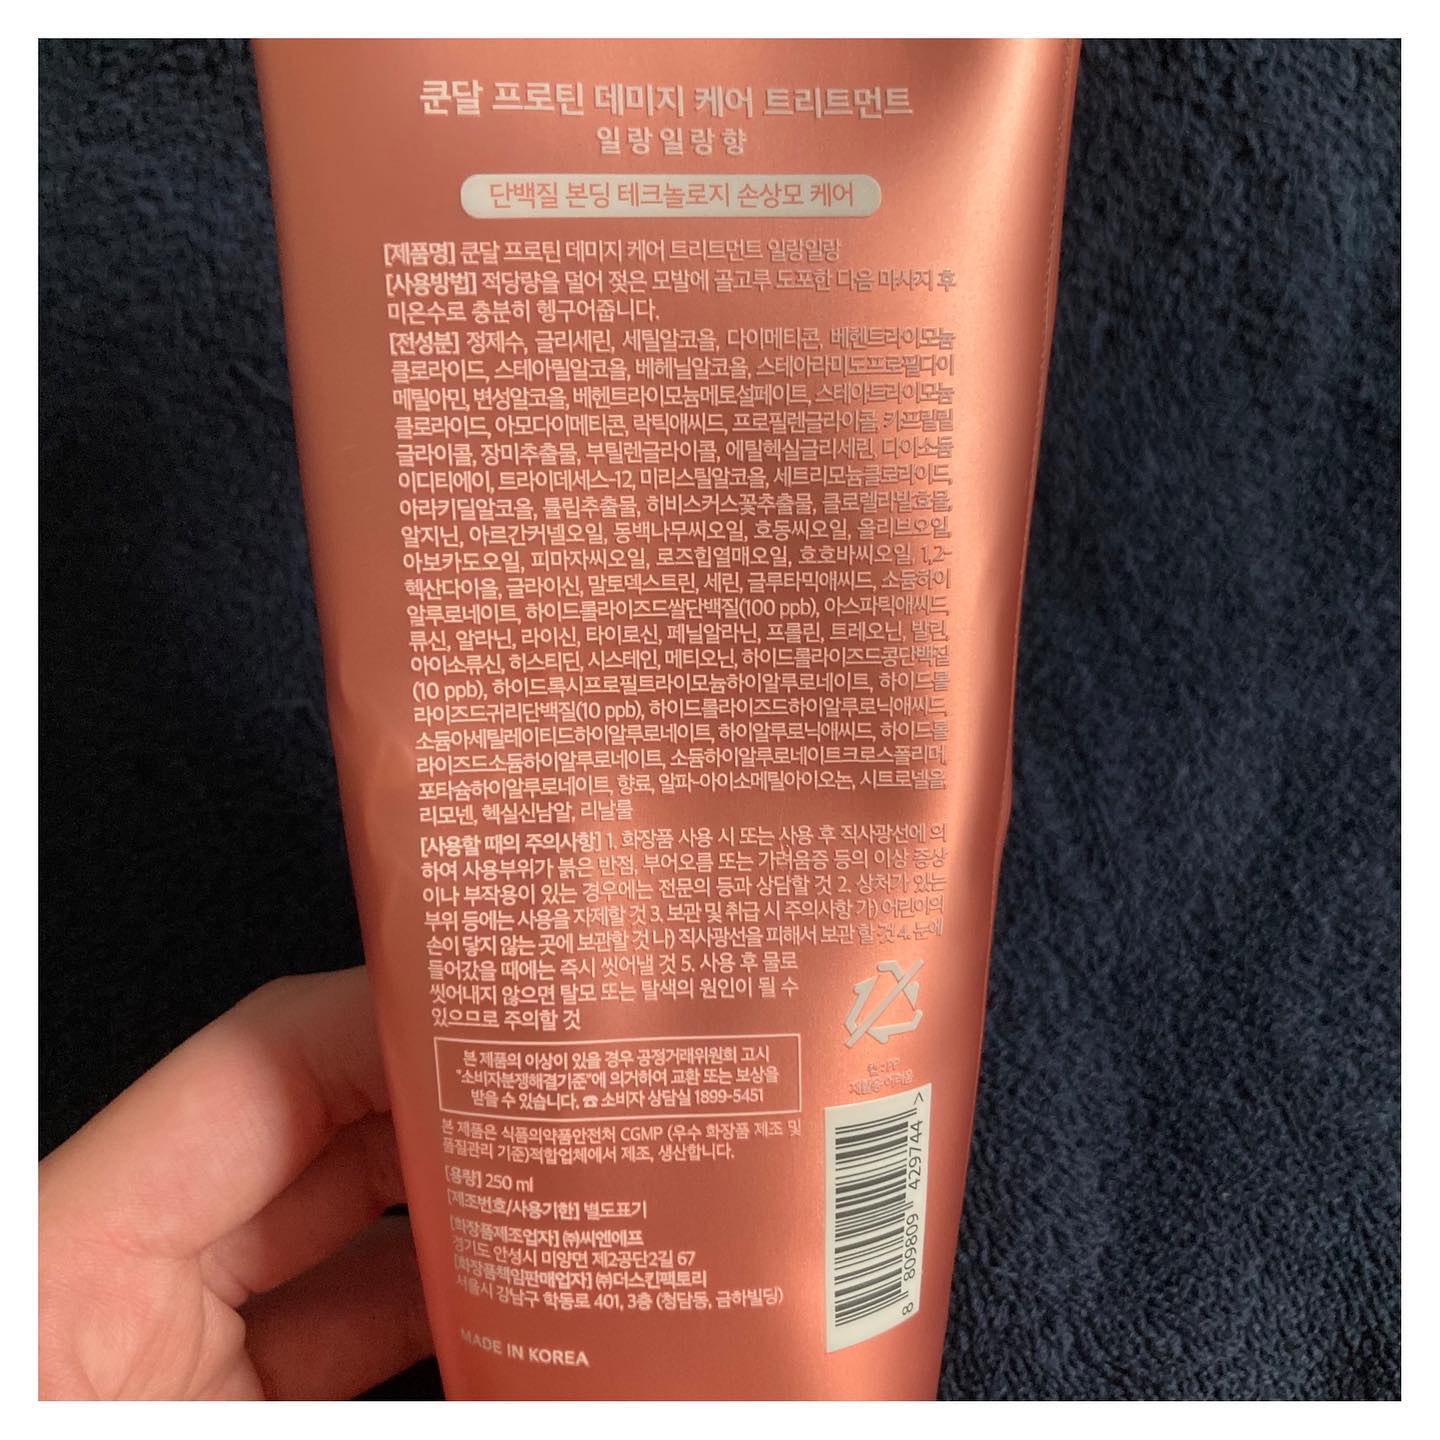 쿤달 프로틴 데미지 케어 트리트먼트
일랑일랑향
단백질 본딩 테크놀로지 손상모 케어
[제품명] 쿤달 프로틴 데미지 케어 트리트먼트 일랑일랑
[사용방법] 적당량을 덜어 젖은 모발에 골고루 도포한 다음 마사지 후
미온수로 충분히 헹구어줍니다.
[전성분] 정제수, 글리세린, 세틸알코올, 다이메티콘, 베헨트라이모늄
클로라이드, 스테아릴알코올, 베헤닐알코올, 스테아라미도프로필다이
메틸아민, 변성알코올, 베헨트라이모늄메토설페이트, 스테아트라이모늄
클로라이드, 아모다이메티콘, 락틱애씨드, 프로필렌글라이콜, 카프릴릴
글라이콜, 장미추출물, 부틸렌글라이콜, 에틸헥실글리세린, 다이소듐
이디티에이, 트라이데세스-12, 미리스틸알코올, 세트리모늄클로라이드,
아라키딜알코올, 튤립추출물, 히비스커스꽃추출물, 클로렐라발효물,
알지닌, 아르간커넬오일, 동백나무씨오일, 호동씨오일, 올리브오일,
아보카도오일, 피마자씨오일, 로즈힙열매오일, 호호바씨오일, 1,2-
헥산다이올, 글라이신, 말토덱스트린, 세린, 글루타믹애씨드, 소듐하이
알루로네이트, 하이드롤라이즈드쌀단백질(100 ppb), 아스파틱애씨드,
류신, 알라닌, 라이신, 타이로신, 페닐알라닌, 프롤린, 트레오닌, 발린,
아이소류신, 히스티딘, 시스테인, 메티오닌, 하이드롤라이즈드콩단백질
(10 ppb), 하이드록시프로필트라이모늄하이알루로네이트, 하이드롤
라이즈드귀리단백질(10 ppb), 하이드롤라이즈드하이알루로닉애씨드,
소듐아세틸레이티드하이알루로네이트, 하이알루로닉애씨드, 하이드롤
라이즈드소듐하이알루로네이트, 소듐하이알루로네이트크로스폴리머,
포타슘하이알루로네이트, 향료, 알파-아이소메틸아이오논, 시트로넬올,
리모넨, 헥실신남알, 리날룰
[사용할 때의 주의사항] 1. 화장품 사용 시 또는 사용 후 직사광선에 의
하여 사용부위가 붉은 반점, 부어오름 또는 가려움증 등의 이상 증상
이나 부작용이 있는 경우에는 전문의 등과 상담할 것 2. 상처가 있는
부위 등에는 사용을 자제할 것 3. 보관 및 취급 시 주의사항 가) 어린이의
손이 닿지 않는 곳에 보관할 것 나) 직사광선을 피해서 보관 할 것 4. 눈에
들어갔을 때에는 즉시 씻어낼 것 5. 사용 후 물로
씻어내지 않으면 탈모 또는 탈색의 원인이 될 수
있으므로 주의할 것
본 제품의 이상이 있을 경우 공정거래위원회 고시
"소비자분쟁해결기준"에 의거하여 교환 또는 보상을
받을 수 있습니다. ☎ 소비자 상담실 1899-5451
본 제품은 식품의약품안전처 CGMP (우수 화장품 제조 및
품질관리 기준)적합업체에서 제조, 생산합니다.
[용량] 250 ml
[제조번호/사용기한] 별도표기
[화장품제조업자] ㈜씨엔에프
경기도 안성시 미양면 제2공단2길 67
[화장품책임판매업자] ㈜더스킨팩토리
서울시 강남구 학동로 401, 3층 (청담동, 금하빌딩)
MADE IN KOREA
캡 : PP
재활용 어려움
8 809809 429744 >